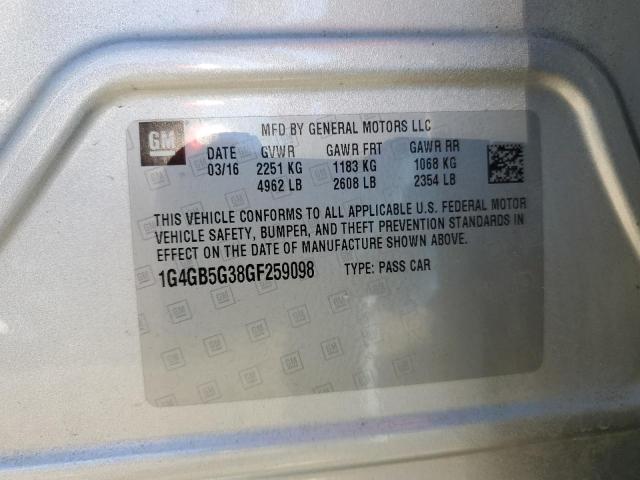 GM MFD BY GENERAL MOTORS LLC
DATE GVWR GAWR FRT GAWR RR
03/16 2251 KG 1183 KG 1068 KG
4962 LB 2608 LB 2354 LB
THIS VEHICLE CONFORMS TO ALL APPLICABLE U.S. FEDERAL MOTOR
VEHICLE SAFETY, BUMPER, AND THEFT PREVENTION STANDARDS IN
EFFECT ON THE DATE OF MANUFACTURE SHOWN ABOVE.
1G4GB5G38GF259098 TYPE: PASS CAR